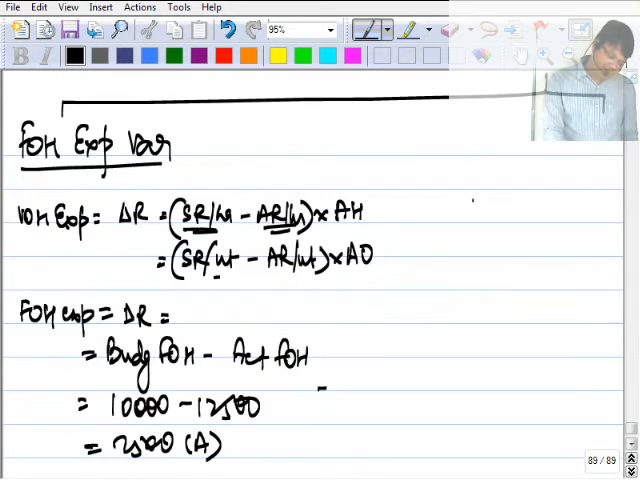 File Edit View Insert Actions Tools Help
95%
B I U
FOH Exp Var
VOH Exp = ΔR = (SR/hr - AR/hr) × AH
= (SR/ut - AR/ut) × AO
FOH exp = ΔR =
= Budg FOH - Act FOH
= 10000 - 12500
= 2500 (A)
89 / 89